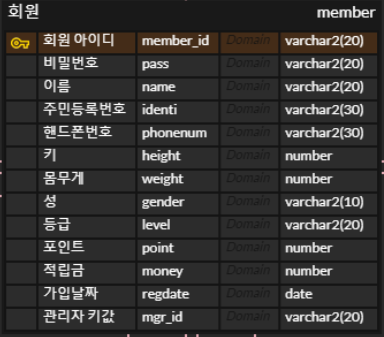 회원 member
회원 아이디 member_id Domain varchar2(20)
비밀번호 pass Domain varchar2(20)
이름 name Domain varchar2(20)
주민등록번호 identi Domain varchar2(30)
핸드폰번호 phonenum Domain varchar2(30)
키 height Domain number
몸무게 weight Domain number
성 gender Domain varchar2(10)
등급 level Domain varchar2(20)
포인트 point Domain number
적립금 money Domain number
가입날짜 regdate Domain date
관리자 키값 mgr_id Domain varchar2(20)